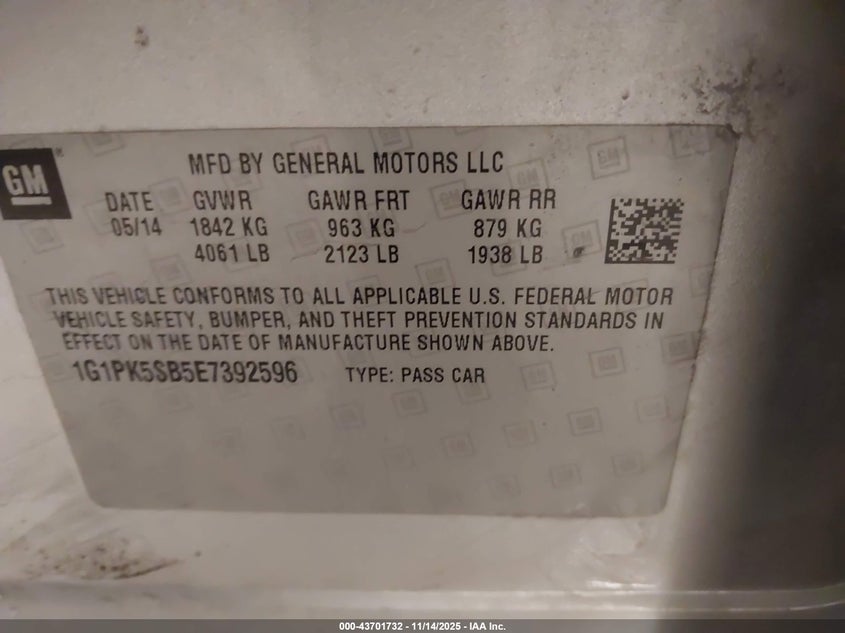 GM®
MFD BY GENERAL MOTORS LLC
DATE GVWR GAWR FRT GAWR RR
05/14 1842 KG 963 KG 879 KG
4061 LB 2123 LB 1938 LB
THIS VEHICLE CONFORMS TO ALL APPLICABLE U.S. FEDERAL MOTOR
VEHICLE SAFETY, BUMPER, AND THEFT PREVENTION STANDARDS IN
EFFECT ON THE DATE OF MANUFACTURE SHOWN ABOVE.
1G1PK5SB5E7392596 TYPE: PASS CAR
000-43701732 - 11/14/2025 - IAA Inc.